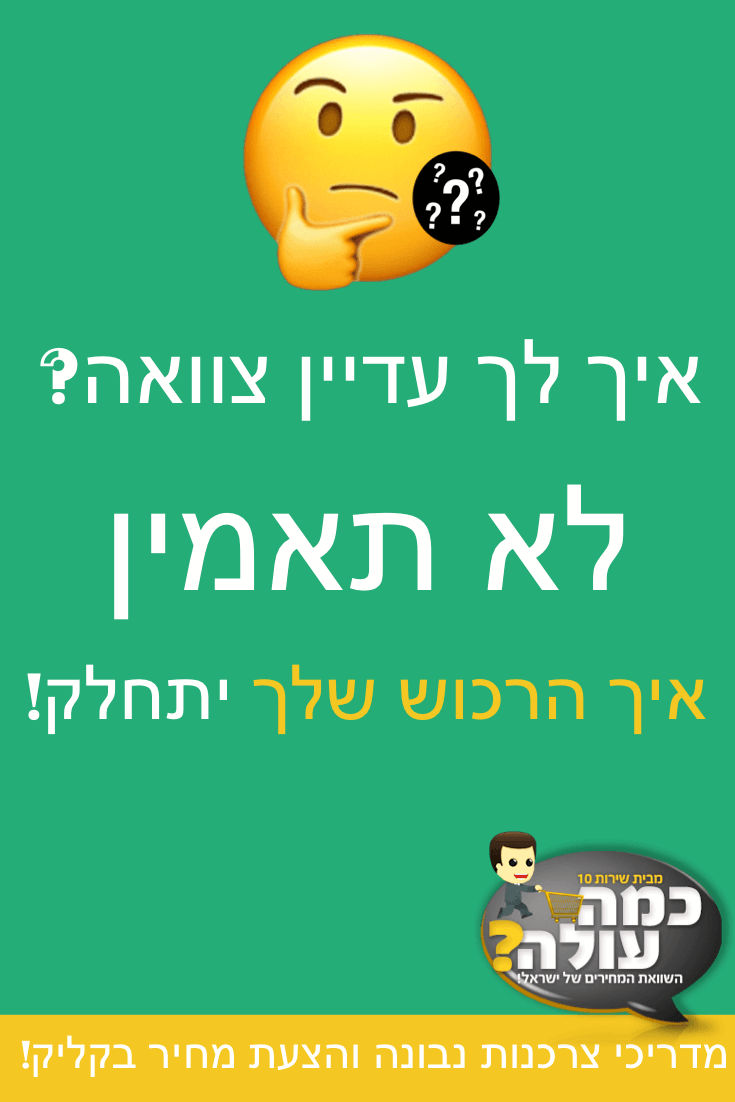 ? ? ? ? ?
איך לך עדיין צוואה?
לא תאמין
איך הרכוש שלך יתחלק!
מבית שירות 10
כמה
עולה?
השוואת המחירים של ישראל!
מדריכי צרכנות נבונה והצעת מחיר בקליק!